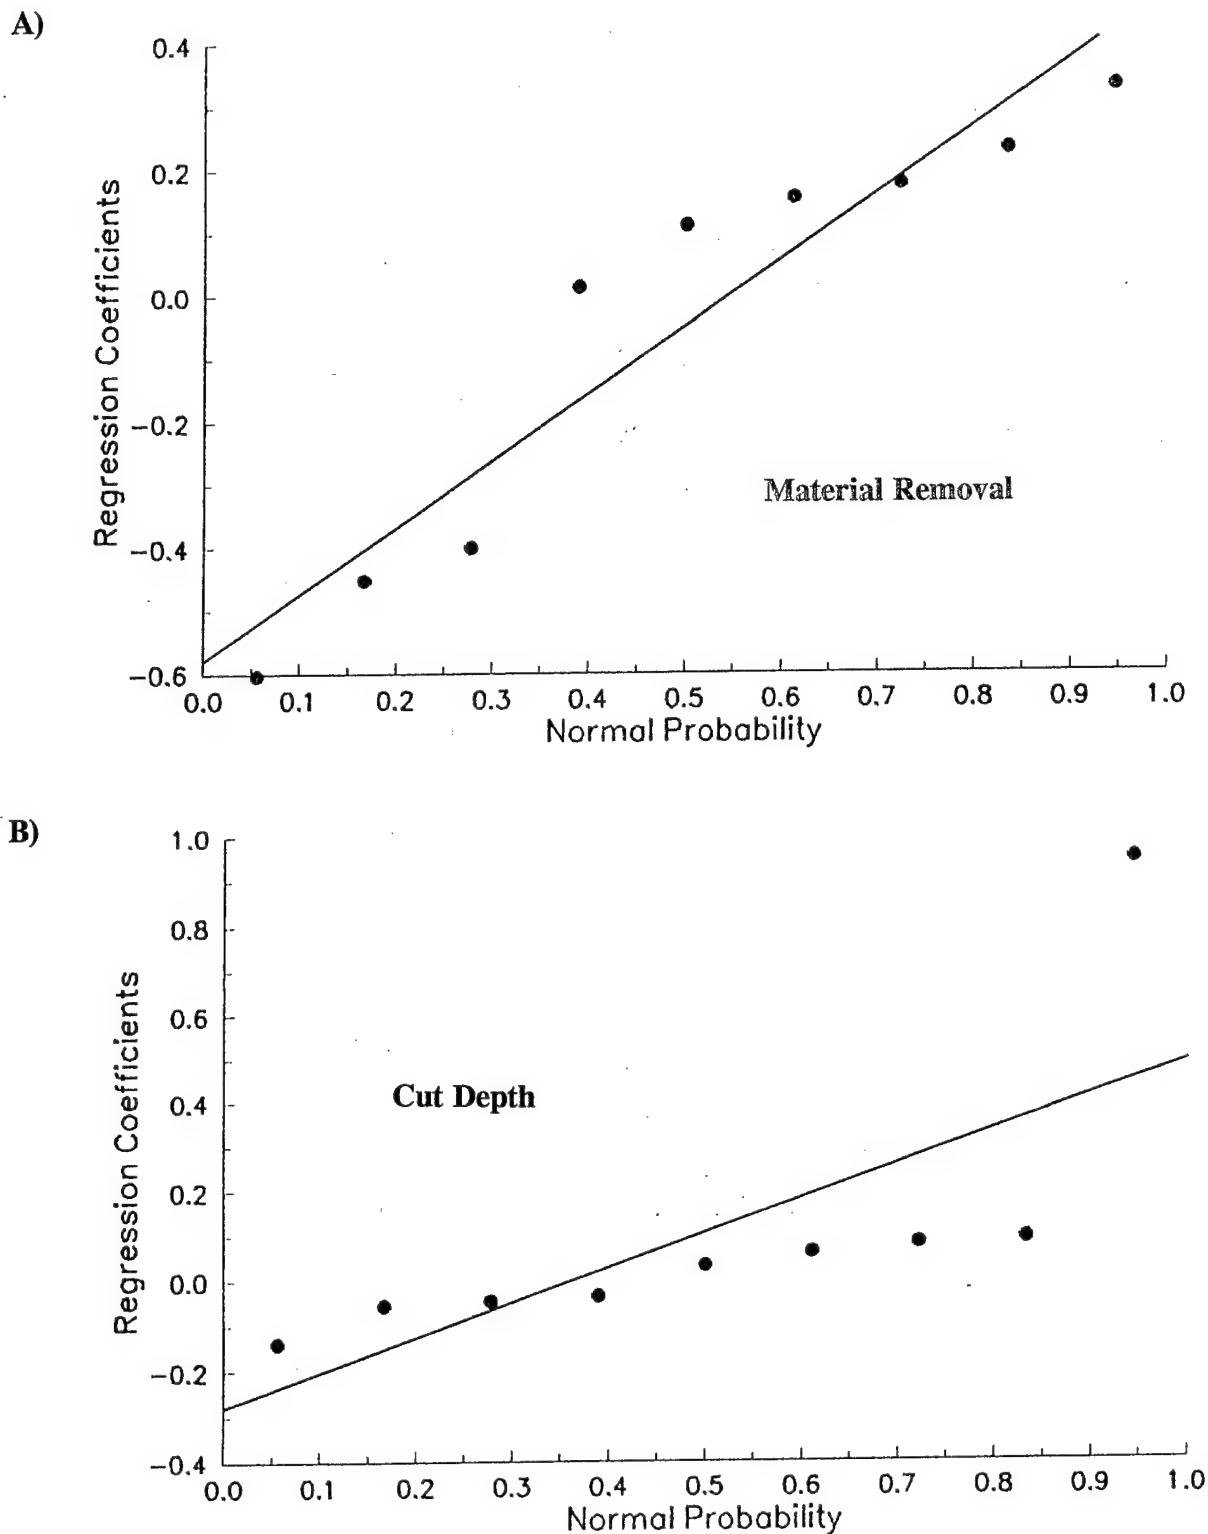 A)
Regression Coefficients
0.4
0.2
0.0
−0.2
−0.4
−0.6
Material Removal
0.0 0.1 0.2 0.3 0.4 0.5 0.6 0.7 0.8 0.9 1.0
Normal Probability
B)
Regression Coefficients
1.0
0.8
0.6
0.4
0.2
0.0
−0.2
−0.4
Cut Depth
0.0 0.1 0.2 0.3 0.4 0.5 0.6 0.7 0.8 0.9 1.0
Normal Probability